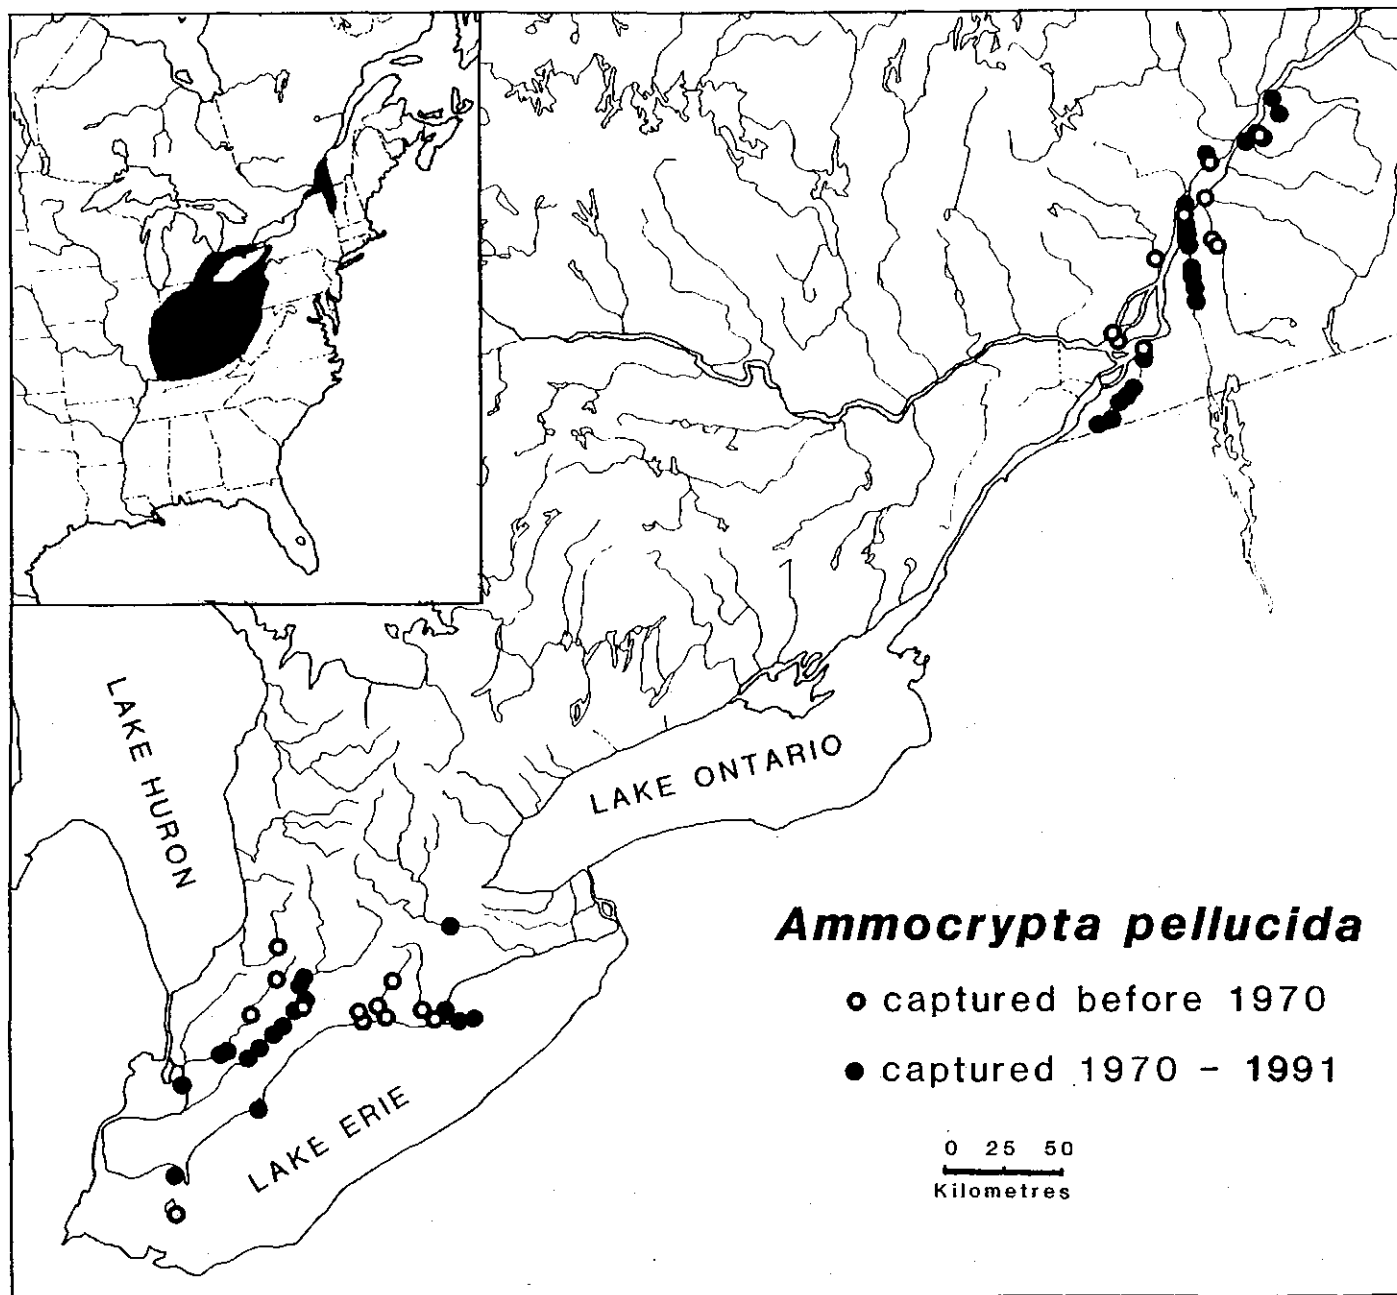 LAKE HURON
LAKE ONTARIO
LAKE ERIE
Ammocrypta pellucida
captured before 1970
captured 1970 - 1991
0 25 50
Kilometres